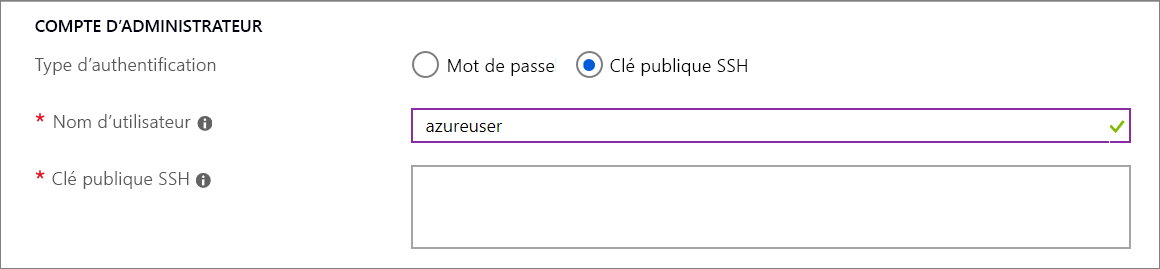 COMPTE D’ADMINISTRATEUR
Type d’authentification
Mot de passe
Clé publique SSH
* Nom d’utilisateur
azureuser
* Clé publique SSH